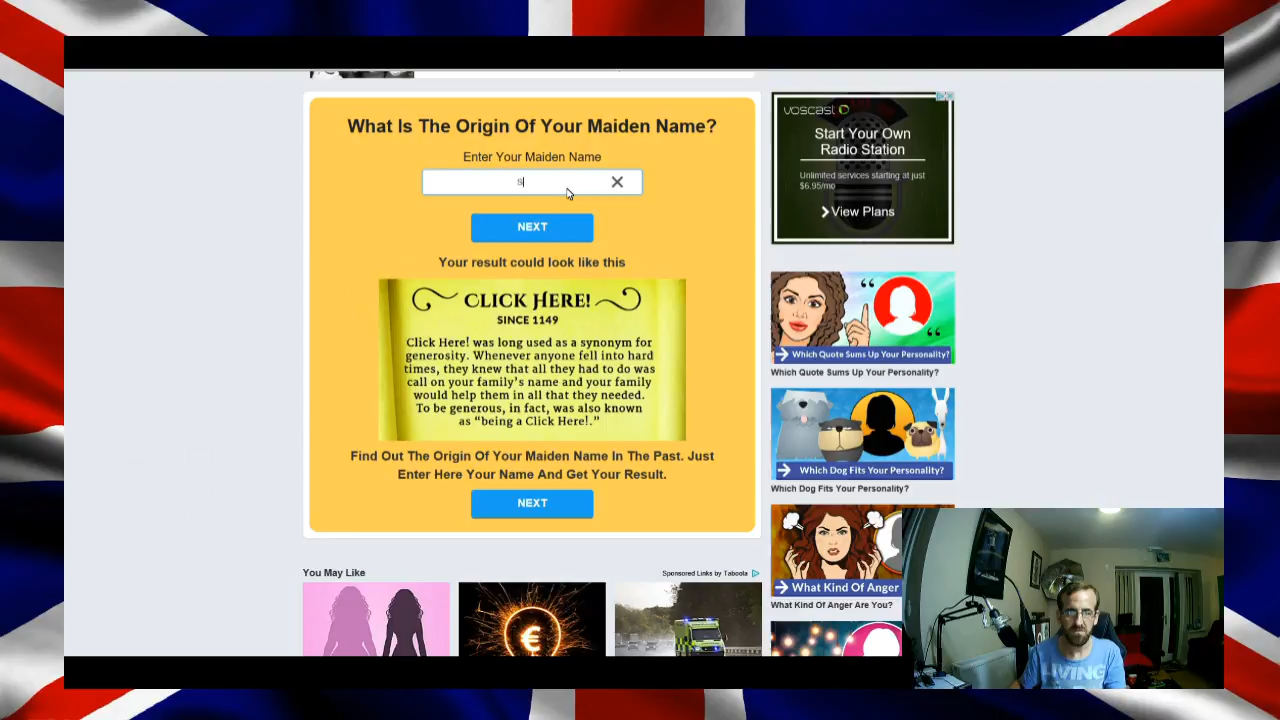 What Is The Origin Of Your Maiden Name?
Enter Your Maiden Name
s
NEXT
Your result could look like this
CLICK HERE!
SINCE 1149
Click Here! was long used as a synonym for
generosity. Whenever anyone fell into hard
times, they knew that all they had to do was
call on your family's name and your family
would help them in all that they needed.
To be generous, in fact, was also known
as “being a Click Here!.”
Find Out The Origin Of Your Maiden Name In The Past. Just
Enter Here Your Name And Get Your Result.
NEXT
You May Like
Sponsored Links by Taboola
voscast
Start Your Own
Radio Station
Unlimited services starting at just
$6.95/mo
View Plans
Which Quote Sums Up Your Personality?
Which Quote Sums Up Your Personality?
Which Dog Fits Your Personality?
Which Dog Fits Your Personality?
What Kind Of Anger
What Kind Of Anger Are You?
LIVING